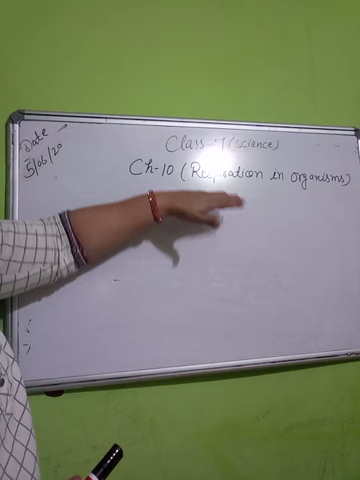 Date
5/06/20
Class - 7 (science)
Ch-10 (Respiration in organisms)